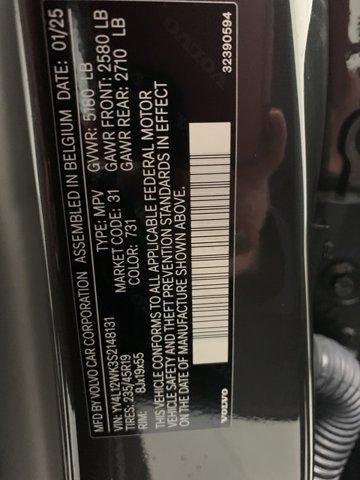 MFD BY VOLVO CAR CORPORATION ASSEMBLED IN BELGIUM DATE: 01/25
VIN: YV4L12WK3S2148131 TYPE: MPV GVWR: 5180 LB
TIRES: 235/45R19 MARKET CODE: 31 GAWR FRONT: 2580 LB
RIM: 8Jx19x55 COLOR: 731 GAWR REAR: 2710 LB
THIS VEHICLE CONFORMS TO ALL APPLICABLE FEDERAL MOTOR
VEHICLE SAFETY AND THEFT PREVENTION STANDARDS IN EFFECT
ON THE DATE OF MANUFACTURE SHOWN ABOVE.
VOLVO 32390594